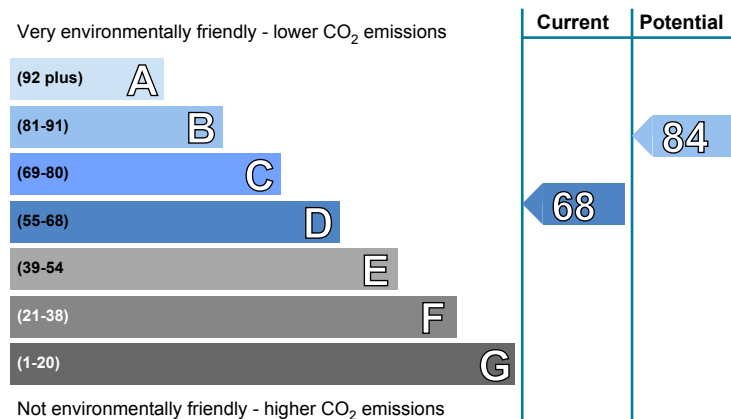 Current Potential
Very environmentally friendly - lower CO2 emissions
(92 plus) A
(81-91) B
84
(69-80) C
68
(55-68) D
(39-54 E
(21-38) F
(1-20) G
Not environmentally friendly - higher CO2 emissions